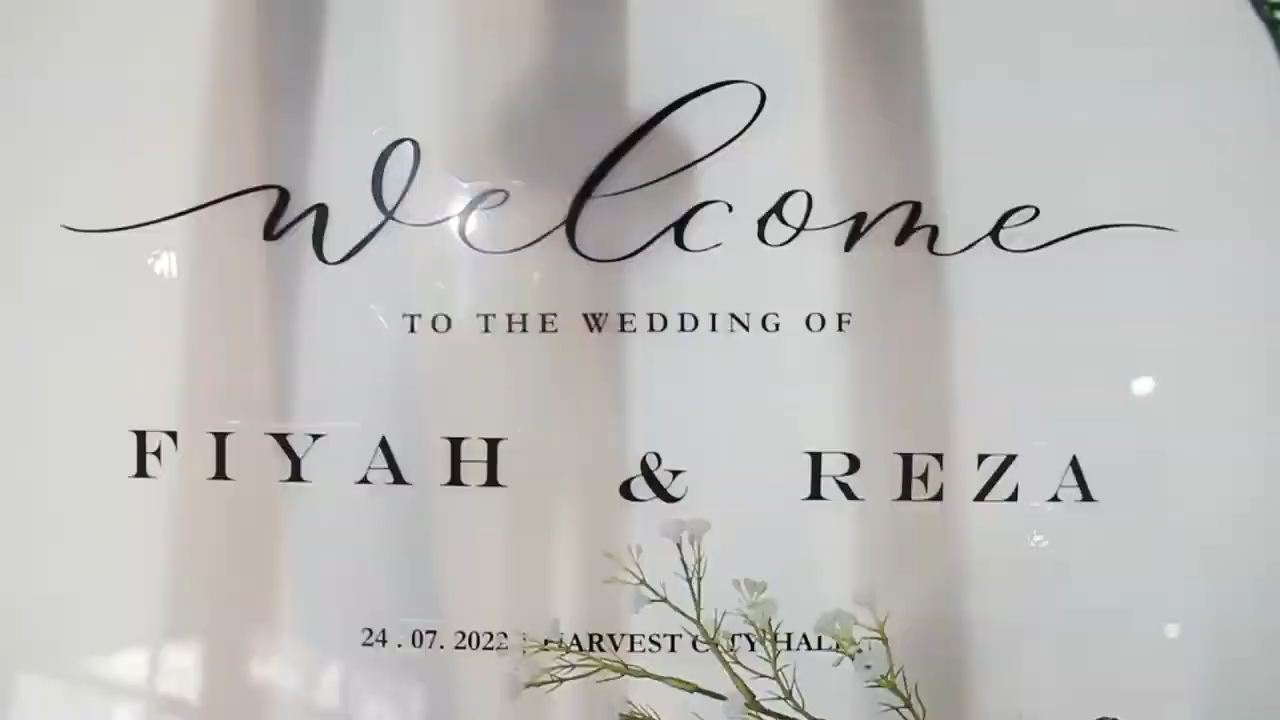 welcome
TO THE WEDDING OF
FIYAH & REZA
24 . 07. 2022 | HARVEST CITY HALL